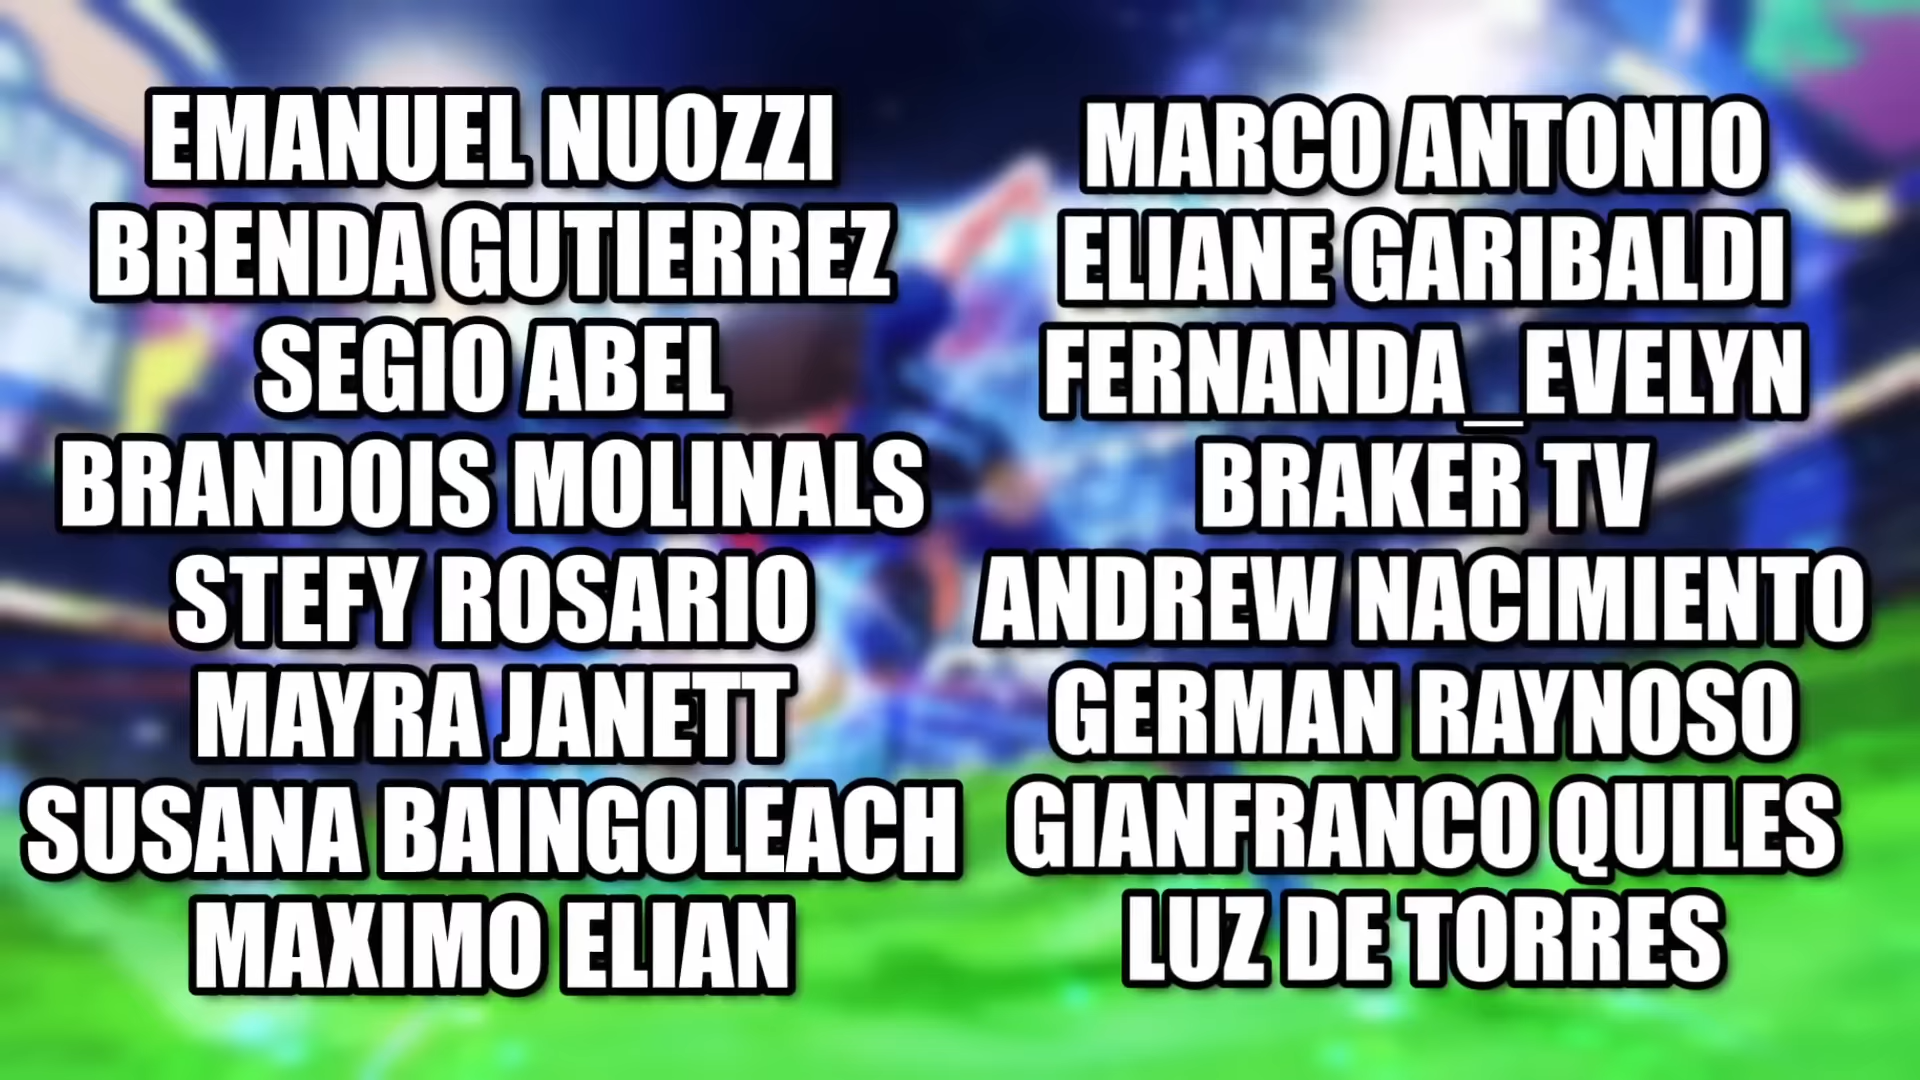 EMANUEL NUOZZI
BRENDA GUTIERREZ
SEGIO ABEL
BRANDOIS MOLINALS
STEFY ROSARIO
MAYRA JANETT
SUSANA BAINGOLEACH
MAXIMO ELIAN
MARCO ANTONIO
ELIANE GARIBALDI
FERNANDA_EVELYN
BRAKER TV
ANDREW NACIMIENTO
GERMAN RAYNOSO
GIANFRANCO QUILES
LUZ DE TORRES